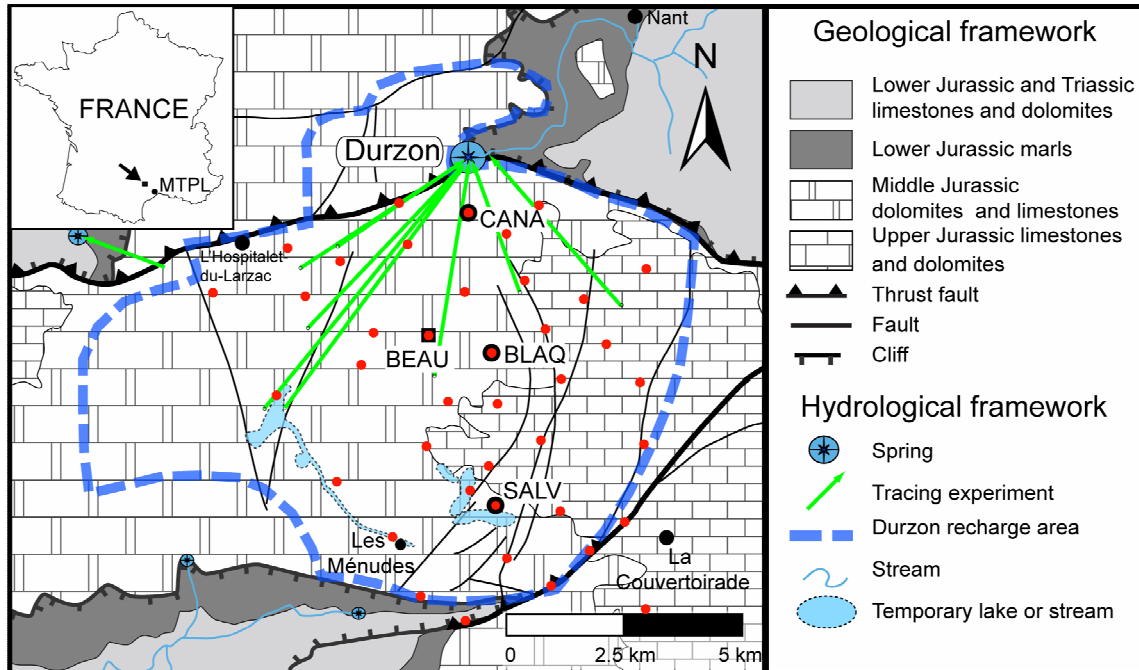 FRANCE
MTPL
Nant
N
Durzon
CANA
L'Hospitalet-
du-Larzac
BEAU
BLAQ
SALV
Les
Ménudes
La
Couvertoirade
0
2.5 km
5 km
Geological framework
Lower Jurassic and Triassic
limestones and dolomites
Lower Jurassic marls
Middle Jurassic
dolomites and limestones
Upper Jurassic limestones
and dolomites
Thrust fault
Fault
Cliff
Hydrological framework
Spring
Tracing experiment
Durzon recharge area
Stream
Temporary lake or stream